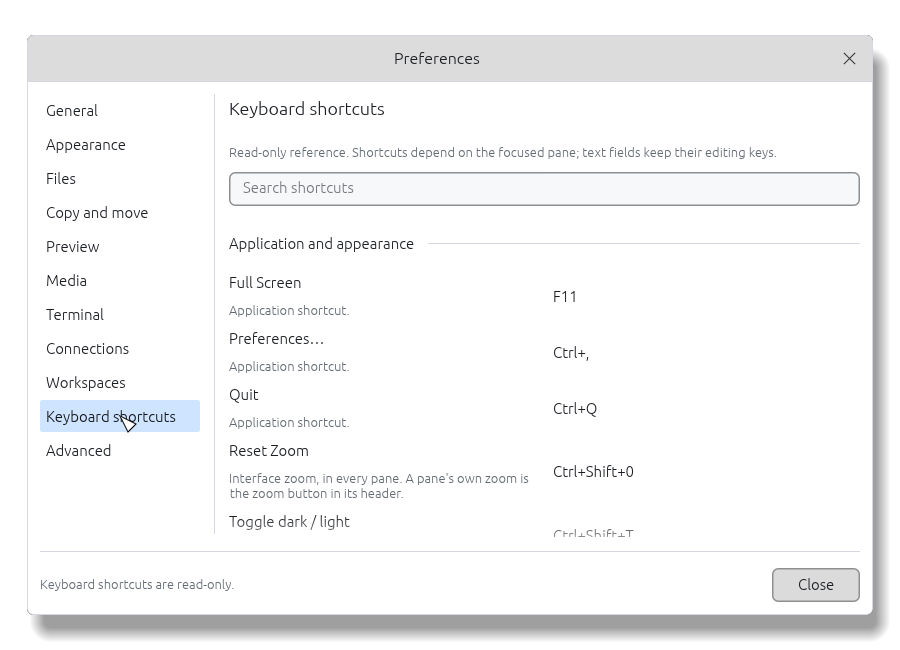 Preferences
General
Appearance
Files
Copy and move
Preview
Media
Terminal
Connections
Workspaces
Keyboard shortcuts
Advanced
Keyboard shortcuts
Read-only reference. Shortcuts depend on the focused pane; text fields keep their editing keys.
Search shortcuts
Application and appearance
Full Screen
Application shortcut.
F11
Preferences…
Application shortcut.
Ctrl+,
Quit
Application shortcut.
Ctrl+Q
Reset Zoom
Interface zoom, in every pane. A pane's own zoom is
the zoom button in its header.
Ctrl+Shift+0
Toggle dark / light
Ctrl+Shift+T
Keyboard shortcuts are read-only.
Close